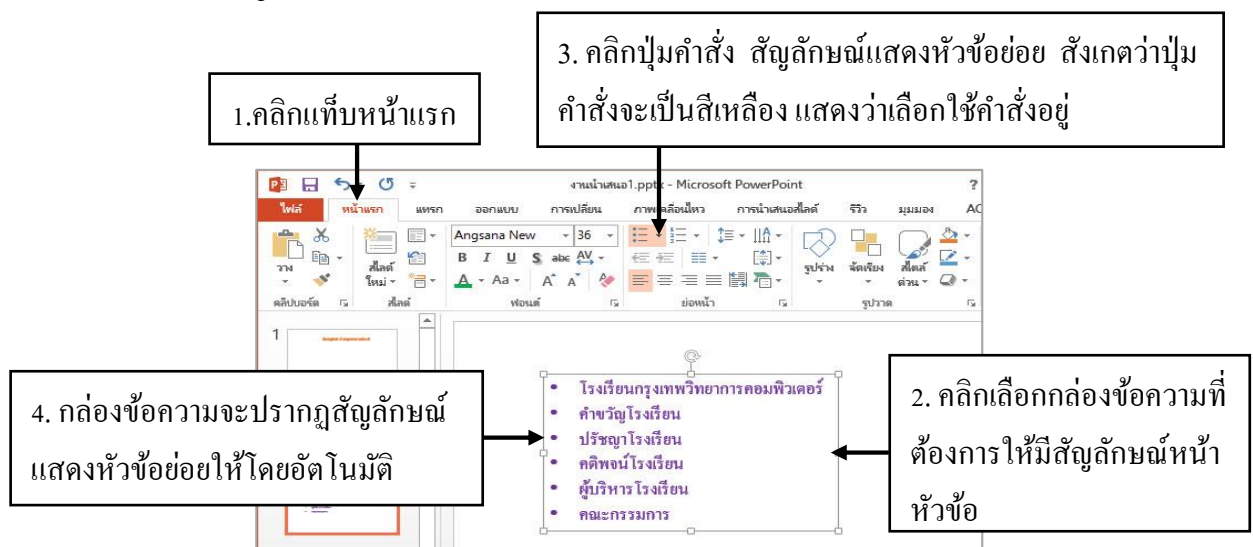 3. คลิกปุ่มคำสั่ง สัญลักษณ์แสดงหัวข้อย่อย สังเกตว่าปุ่ม
คำสั่งจะเป็นสีเหลือง แสดงว่าเลือกใช้คำสั่งอยู่
1.คลิกแท็บหน้าแรก
งานนำเสนอ1.pptx - Microsoft PowerPoint ?
ไฟล์ หน้าแรก แทรก ออกแบบ การเปลี่ยน ภาพเคลื่อนไหว การนำเสนอสไลด์ รีวิว มุมมอง AC
Angsana New 36
วาง สไลด์ใหม่ B I U S abc AV รูปร่าง จัดเรียง สไตล์ด่วน
A Aa A A
คลิปบอร์ด สไลด์ ฟอนต์ ย่อหน้า รูปวาด
1
4. กล่องข้อความจะปรากฏสัญลักษณ์
แสดงหัวข้อย่อยให้โดยอัตโนมัติ
• โรงเรียนกรุงเทพวิทยาการคอมพิวเตอร์
• คำขวัญโรงเรียน
• ปรัชญาโรงเรียน
• คติพจน์โรงเรียน
• ผู้บริหารโรงเรียน
• คณะกรรมการ
2. คลิกเลือกกล่องข้อความที่
ต้องการให้มีสัญลักษณ์หน้า
หัวข้อ